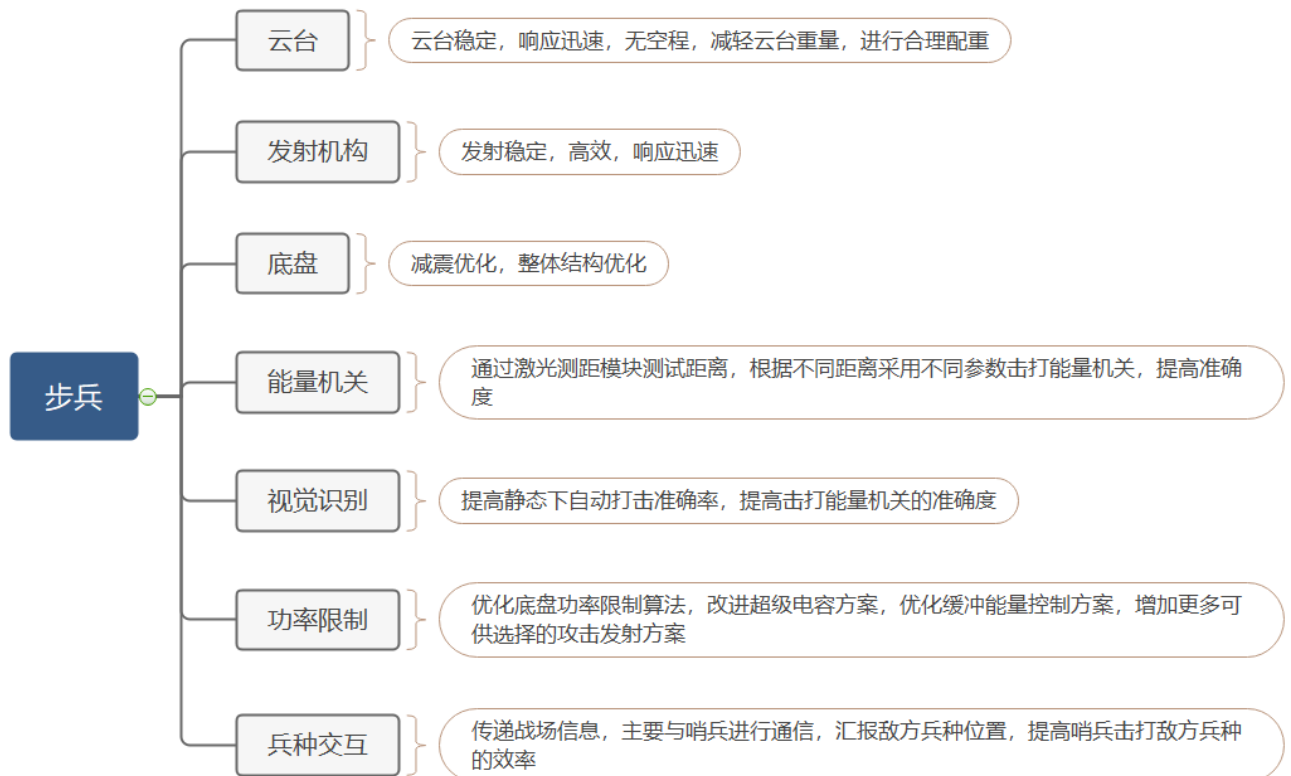 云台
云台稳定，响应迅速，无空程，减轻云台重量，进行合理配重
发射机构
发射稳定，高效，响应迅速
底盘
减震优化，整体结构优化
步兵
能量机关
通过激光测距模块测试距离，根据不同距离采用不同参数击打能量机关，提高准确
度
视觉识别
提高静态下自动打击准确率，提高击打能量机关的准确度
功率限制
优化底盘功率限制算法，改进超级电容方案，优化缓冲能量控制方案，增加更多可
供选择的攻击发射方案
兵种交互
传递战场信息，主要与哨兵进行通信，汇报敌方兵种位置，提高哨兵击打敌方兵种
的效率